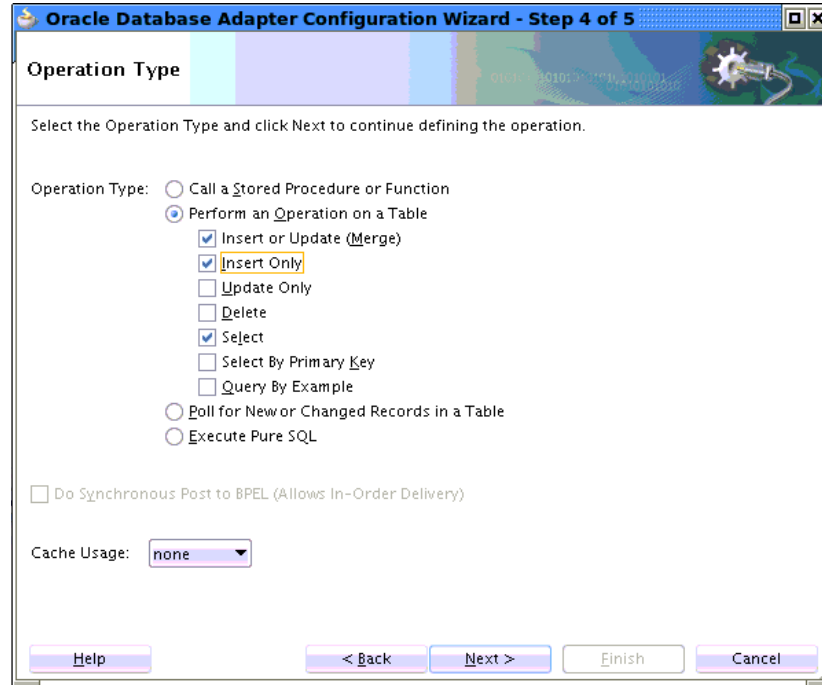 Oracle Database Adapter Configuration Wizard - Step 4 of 5
Operation Type
Select the Operation Type and click Next to continue defining the operation.
Operation Type: Call a Stored Procedure or Function
Perform an Operation on a Table
Insert or Update (Merge)
Insert Only
Update Only
Delete
Select
Select By Primary Key
Query By Example
Poll for New or Changed Records in a Table
Execute Pure SQL
Do Synchronous Post to BPEL (Allows In-Order Delivery)
Cache Usage: none
Help < Back Next > Finish Cancel